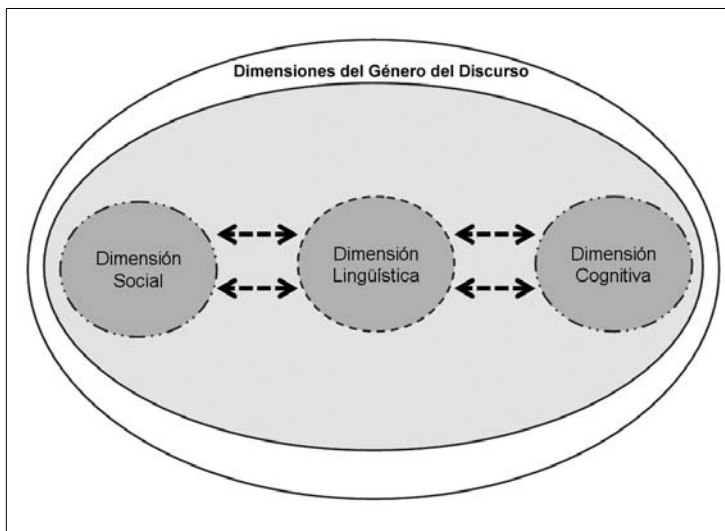 Dimensiones del Género del Discurso
Dimensión
Social
Dimensión
Lingüística
Dimensión
Cognitiva